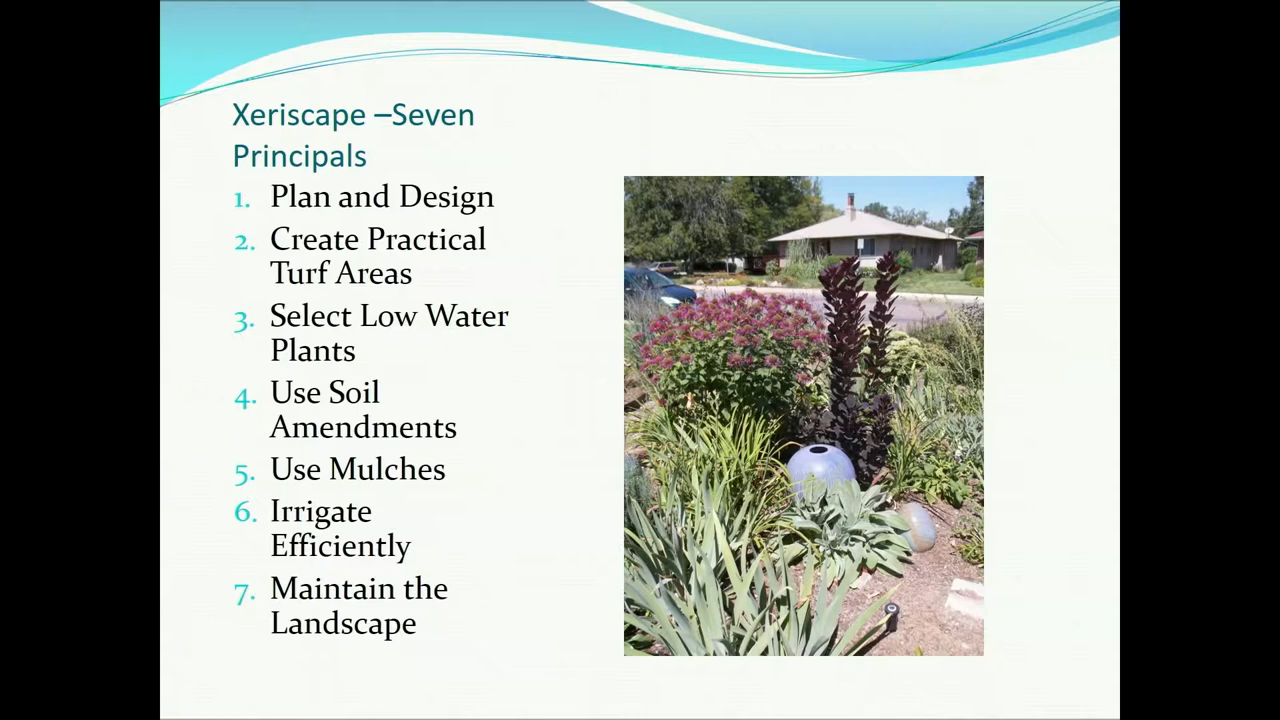 Xeriscape –Seven
Principals
1. Plan and Design
2. Create Practical
Turf Areas
3. Select Low Water
Plants
4. Use Soil
Amendments
5. Use Mulches
6. Irrigate
Efficiently
7. Maintain the
Landscape